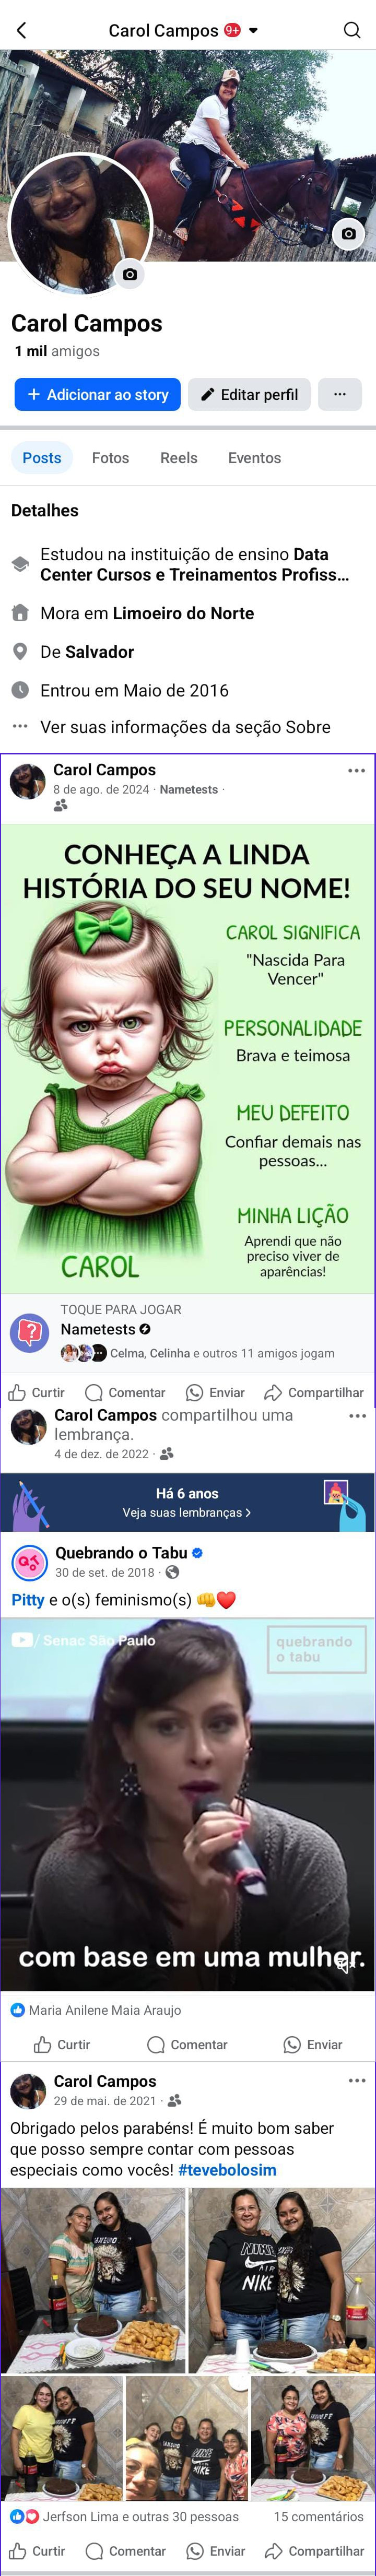 Carol Campos 9+
Carol Campos
1 mil amigos
+ Adicionar ao story
Editar perfil
Posts
Fotos
Reels
Eventos
Detalhes
Estudou na instituição de ensino Data
Center Cursos e Treinamentos Profiss...
Mora em Limoeiro do Norte
De Salvador
Entrou em Maio de 2016
Ver suas informações da seção Sobre
Carol Campos
8 de ago. de 2024 · Nametests ·
CONHEÇA A LINDA
HISTÓRIA DO SEU NOME!
CAROL SIGNIFICA
"Nascida Para
Vencer"
PERSONALIDADE
Brava e teimosa
MEU DEFEITO
Confiar demais nas
pessoas...
MINHA LIÇÃO
Aprendi que não
preciso viver de
aparências!
CAROL
TOQUE PARA JOGAR
Nametests
Celma, Celinha e outros 11 amigos jogam
Curtir
Comentar
Enviar
Compartilhar
Carol Campos compartilhou uma
lembrança.
4 de dez. de 2022 ·
Há 6 anos
Veja suas lembranças >
Quebrando o Tabu
30 de set. de 2018 ·
Pitty e o(s) feminismo(s) 👊❤️
/ Senac São Paulo
quebrando
o tabu
com base em uma mulher.
Maria Anilene Maia Araujo
Curtir
Comentar
Enviar
Carol Campos
29 de mai. de 2021 ·
Obrigado pelos parabéns! É muito bom saber
que posso sempre contar com pessoas
especiais como vocês! #tevebolosim
NIKE
AIR
NIKE
Jerfson Lima e outras 30 pessoas
15 comentários
Curtir
Comentar
Enviar
Compartilhar